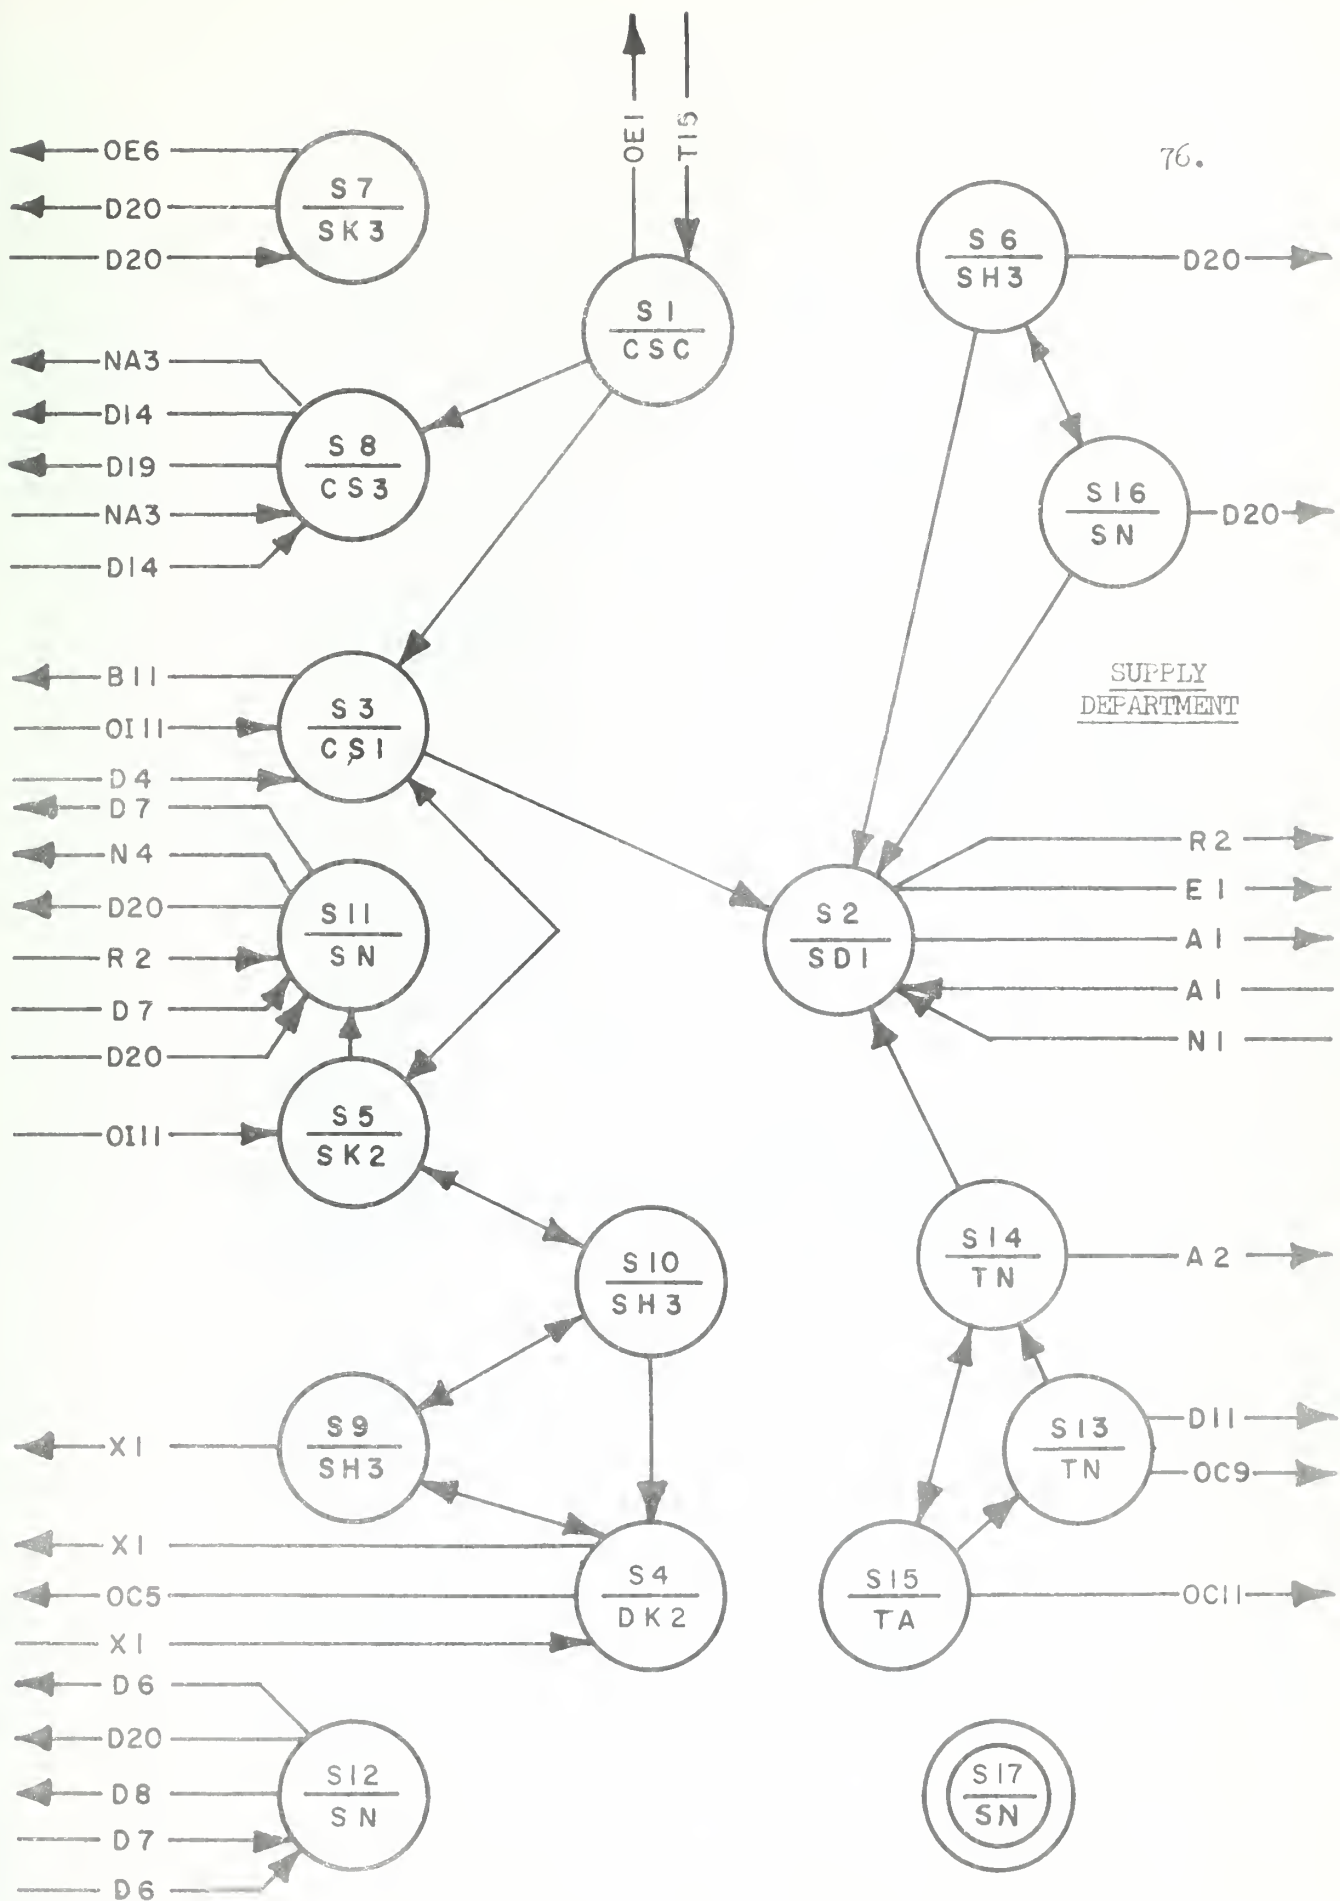 OE1
T15
76.
OE6
D20
D20
S7
SK3
S1
CSC
S6
SH3
D20
NA3
D14
D19
NA3
D14
S8
CS3
S16
SN
D20
SUPPLY
DEPARTMENT
B11
OI11
D4
S3
CS1
D7
N4
D20
R2
D7
D20
S11
SN
S2
SD1
R2
E1
A1
A1
N1
OI11
S5
SK2
S10
SH3
S14
TN
A2
X1
S9
SH3
S13
TN
D11
OC9
X1
OC5
X1
S4
DK2
S15
TA
OC11
D6
D20
D8
D7
D6
S12
SN
S17
SN